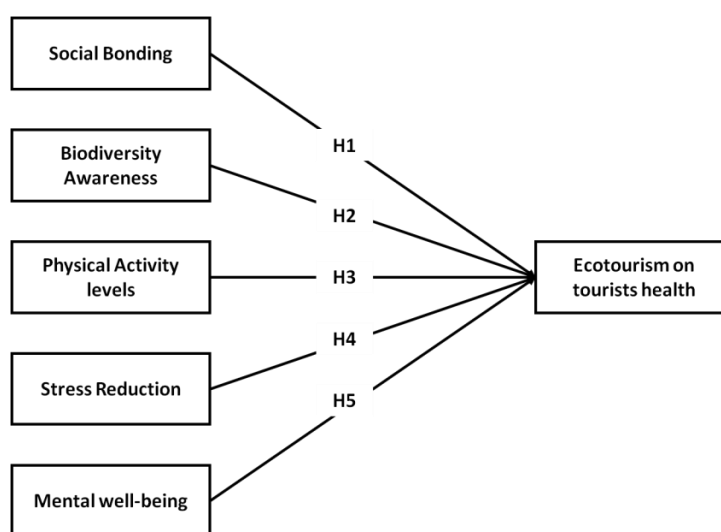 Social Bonding
H1
Biodiversity
Awareness
H2
Physical Activity
levels
H3
Ecotourism on
tourists health
H4
Stress Reduction
H5
Mental well-being